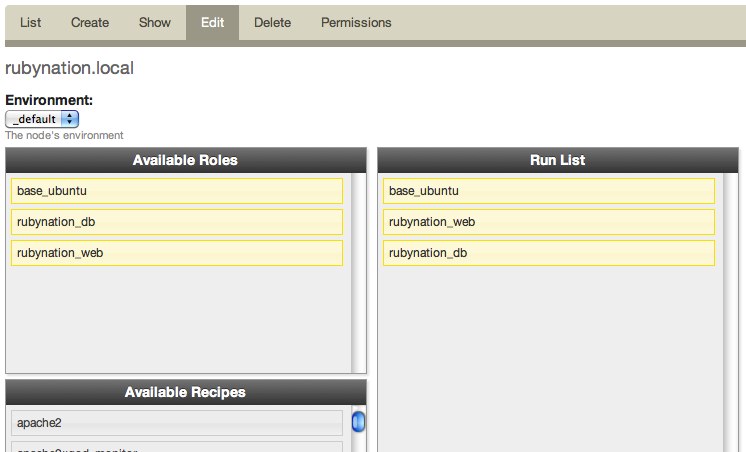 List Create Show Edit Delete Permissions
rubynation.local
Environment:
_default
The node's environment
Available Roles
base_ubuntu
rubynation_db
rubynation_web
Available Recipes
apache2
Run List
base_ubuntu
rubynation_web
rubynation_db